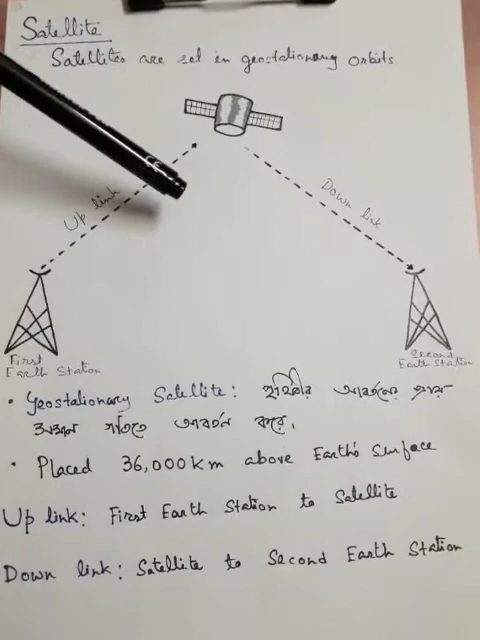 Satellite
Satellites are set in geostationary orbits
Up link
Down link
First
Earth Station
Second
Earth Station
• Geostationary Satellite: পৃথিবীর আবর্তনের
সমান গতিতে আবর্তন করে।
• Placed 36,000 km above Earth's surface
Up link: First Earth Station to Satellite
Down link: Satellite to Second Earth Station